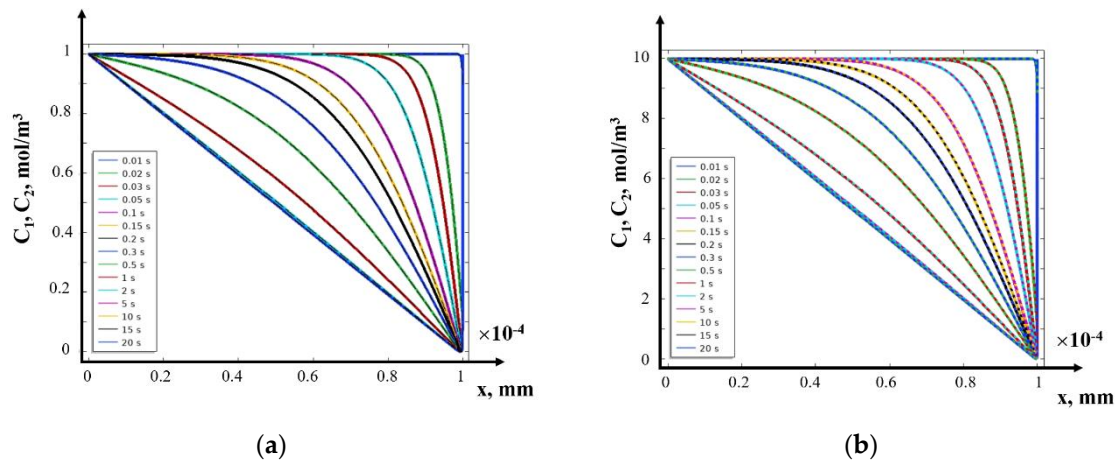 C₁, C₂, mol/m³
1
0.8
0.6
0.4
0.2
0
0.01 s
0.02 s
0.03 s
0.05 s
0.1 s
0.15 s
0.2 s
0.3 s
0.5 s
1 s
2 s
5 s
10 s
15 s
20 s
×10⁻⁴
0 0.2 0.4 0.6 0.8 1
x, mm
(a)
C₁, C₂, mol/m³
10
8
6
4
2
0
0.01 s
0.02 s
0.03 s
0.05 s
0.1 s
0.15 s
0.2 s
0.3 s
0.5 s
1 s
2 s
5 s
10 s
15 s
20 s
×10⁻⁴
0 0.2 0.4 0.6 0.8 1
x, mm
(b)